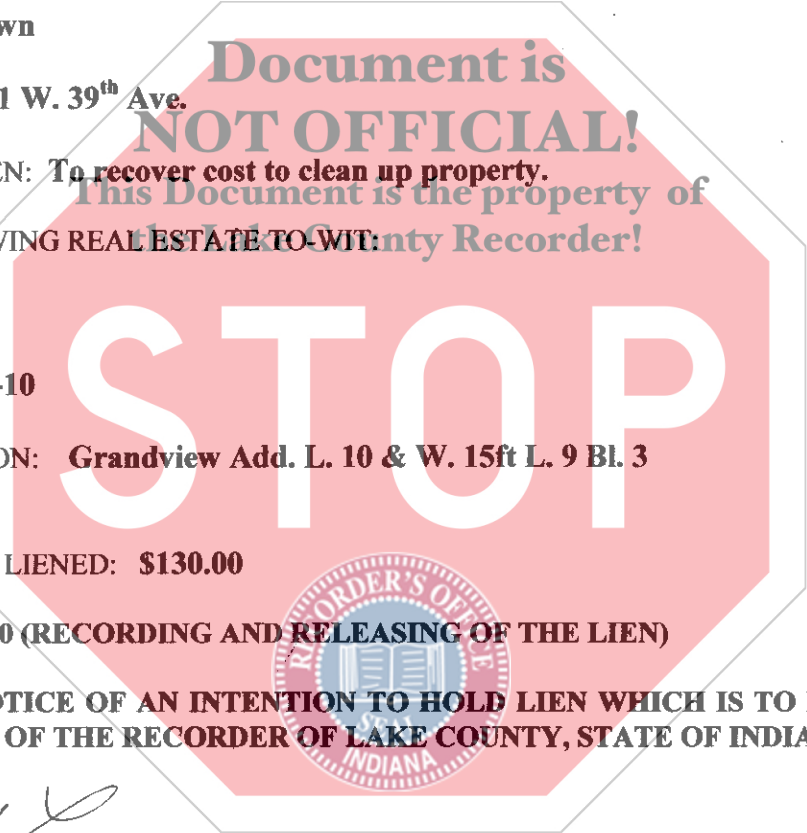 wn
Document is
1 W. 39th Ave.
NOT OFFICIAL!
EN: To recover cost to clean up property.
This Document is the property of
VING REAL ESTATE TO-WIT:
the Lake County Recorder!
STOP
-10
ON: Grandview Add. L. 10 & W. 15ft L. 9 Bl. 3
LIENED: $130.00
RECORDER'S OFFICE
0 (RECORDING AND RELEASING OF THE LIEN)
OTICE OF AN INTENTION TO HOLD LIEN WHICH IS TO
SEAL
OF THE RECORDER OF LAKE COUNTY, STATE OF INDIA
INDIANA